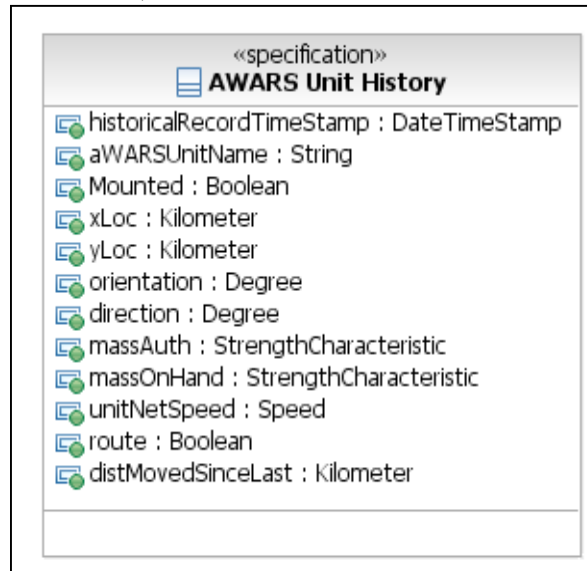 «specification»
AWARS Unit History
historicalRecordTimeStamp : DateTimeStamp
aWARSUnitName : String
Mounted : Boolean
xLoc : Kilometer
yLoc : Kilometer
orientation : Degree
direction : Degree
massAuth : StrengthCharacteristic
massOnHand : StrengthCharacteristic
unitNetSpeed : Speed
route : Boolean
distMovedSinceLast : Kilometer